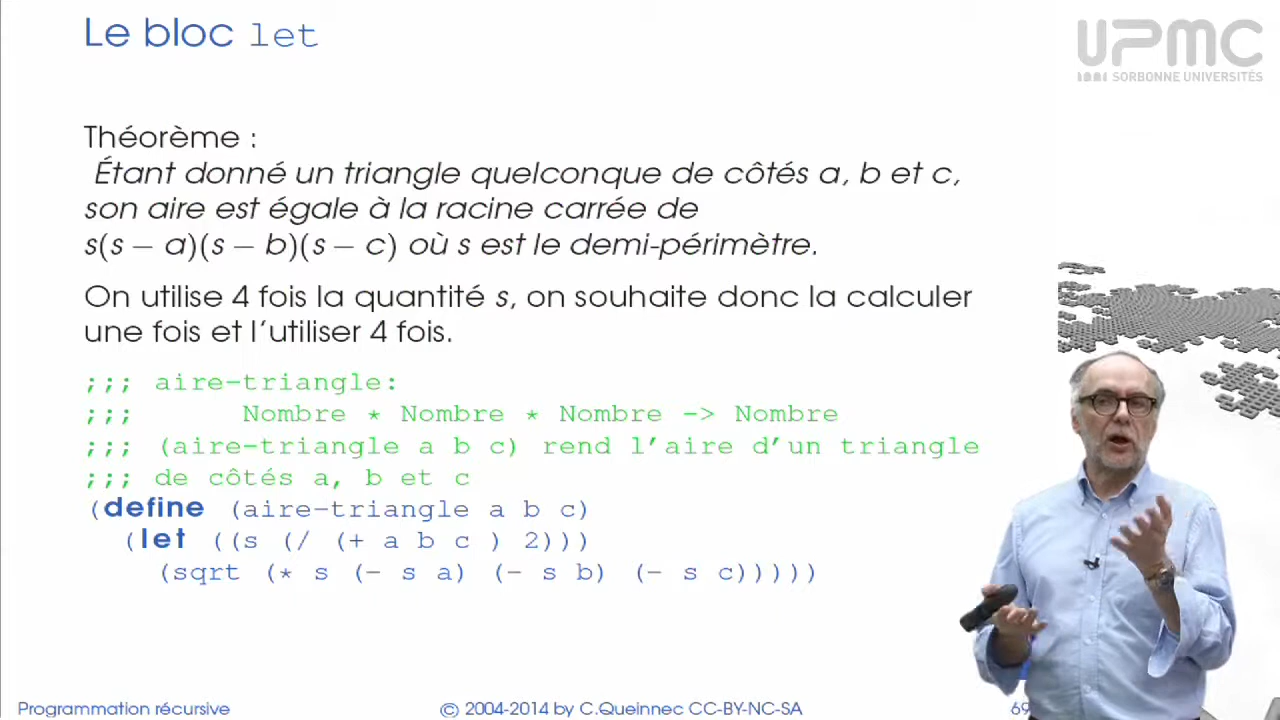 Le bloc let
UPMC
SORBONNE UNIVERSITÉS
Théorème :
Étant donné un triangle quelconque de côtés a, b et c,
son aire est égale à la racine carrée de
s(s − a)(s − b)(s − c) où s est le demi-périmètre.
On utilise 4 fois la quantité s, on souhaite donc la calculer
une fois et l'utiliser 4 fois.
;;; aire-triangle:
;;; Nombre * Nombre * Nombre -> Nombre
;;; (aire-triangle a b c) rend l'aire d'un triangle
;;; de côtés a, b et c
(define (aire-triangle a b c)
(let ((s (/ (+ a b c ) 2)))
(sqrt (* s (- s a) (- s b) (- s c)))))
Programmation récursive
© 2004-2014 by C.Queinnec CC-BY-NC-SA
69